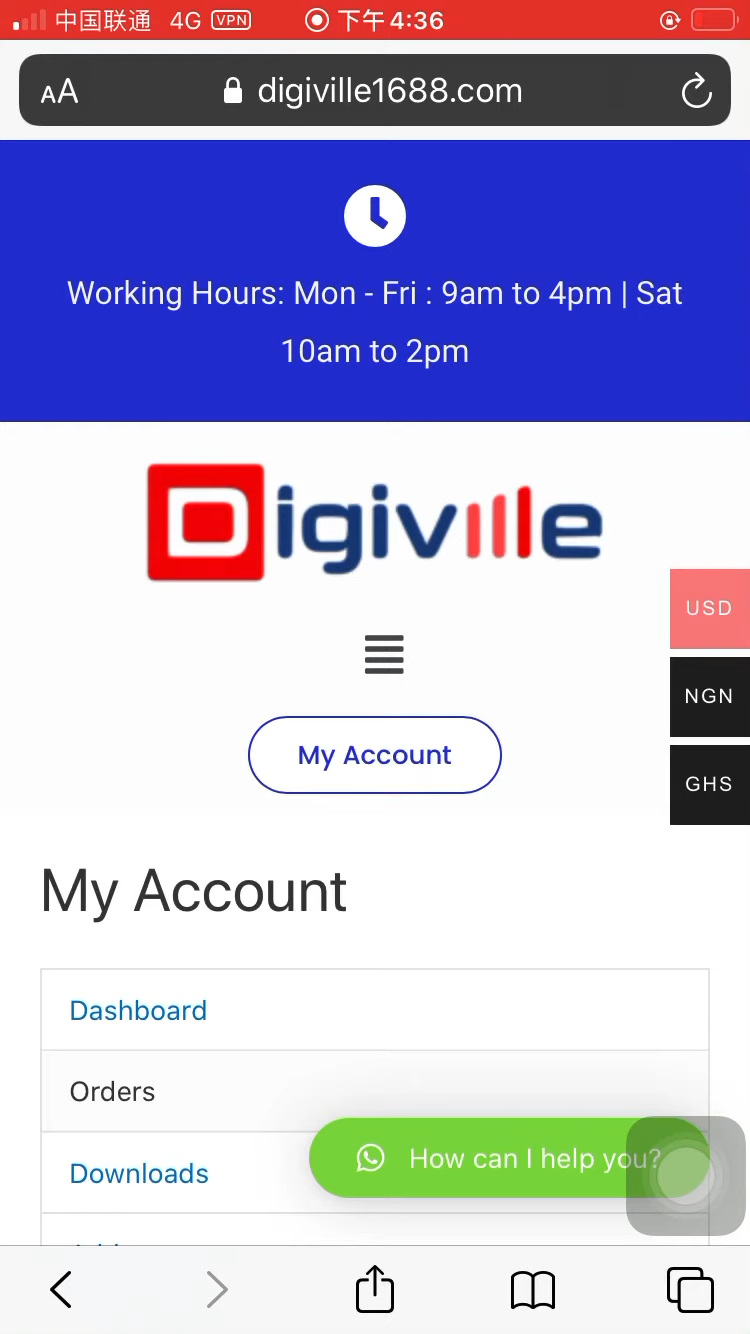 中国联通 4G VPN 下午4:36
AA digiville1688.com
Working Hours: Mon - Fri : 9am to 4pm | Sat
10am to 2pm
Digiville
USD
NGN
My Account
GHS
My Account
Dashboard
Orders
Downloads
How can I help you?